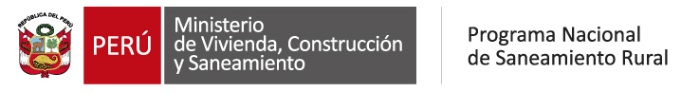 REPÚBLICA DEL PERÚ
PERÚ
Ministerio
de Vivienda, Construcción
y Saneamiento
Programa Nacional
de Saneamiento Rural